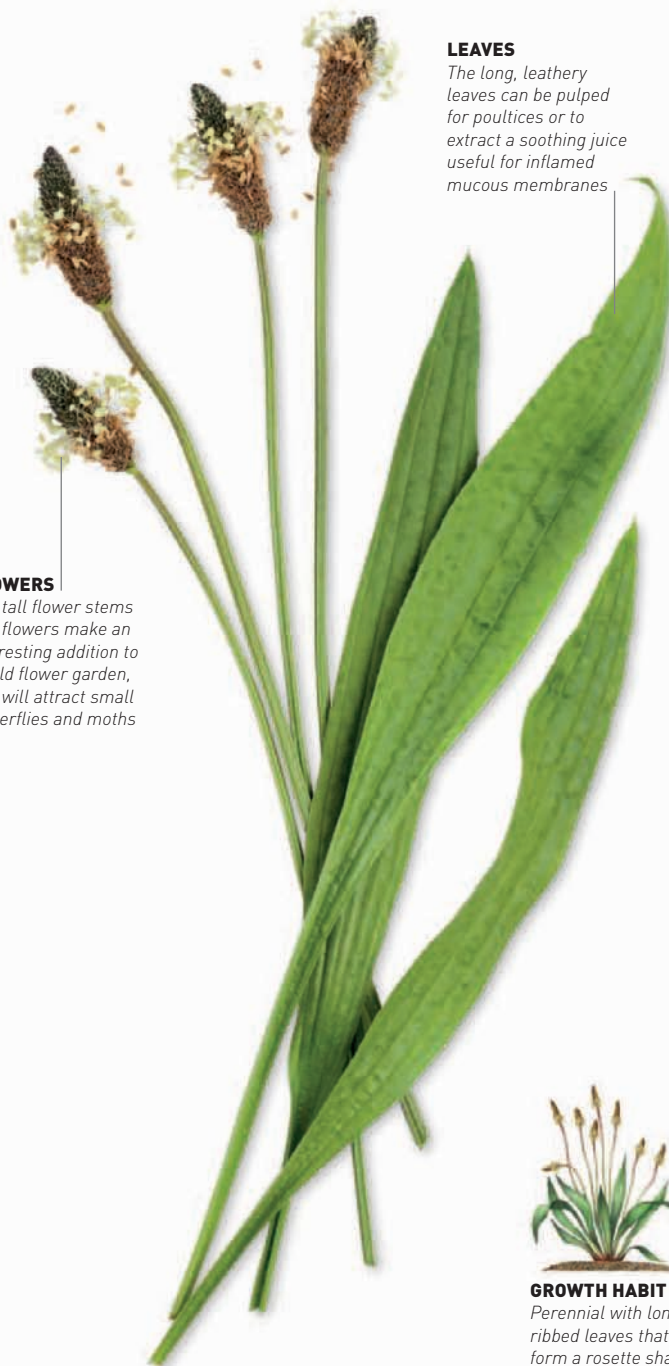 LEAVES
The long, leathery
leaves can be pulped
for poultices or to
extract a soothing juice
useful for inflamed
mucous membranes
OWERS
tall flower stems
flowers make an
resting addition to
ld flower garden,
will attract small
erflies and moths
GROWTH HABIT
Perennial with lon
ribbed leaves that
form a rosette sha